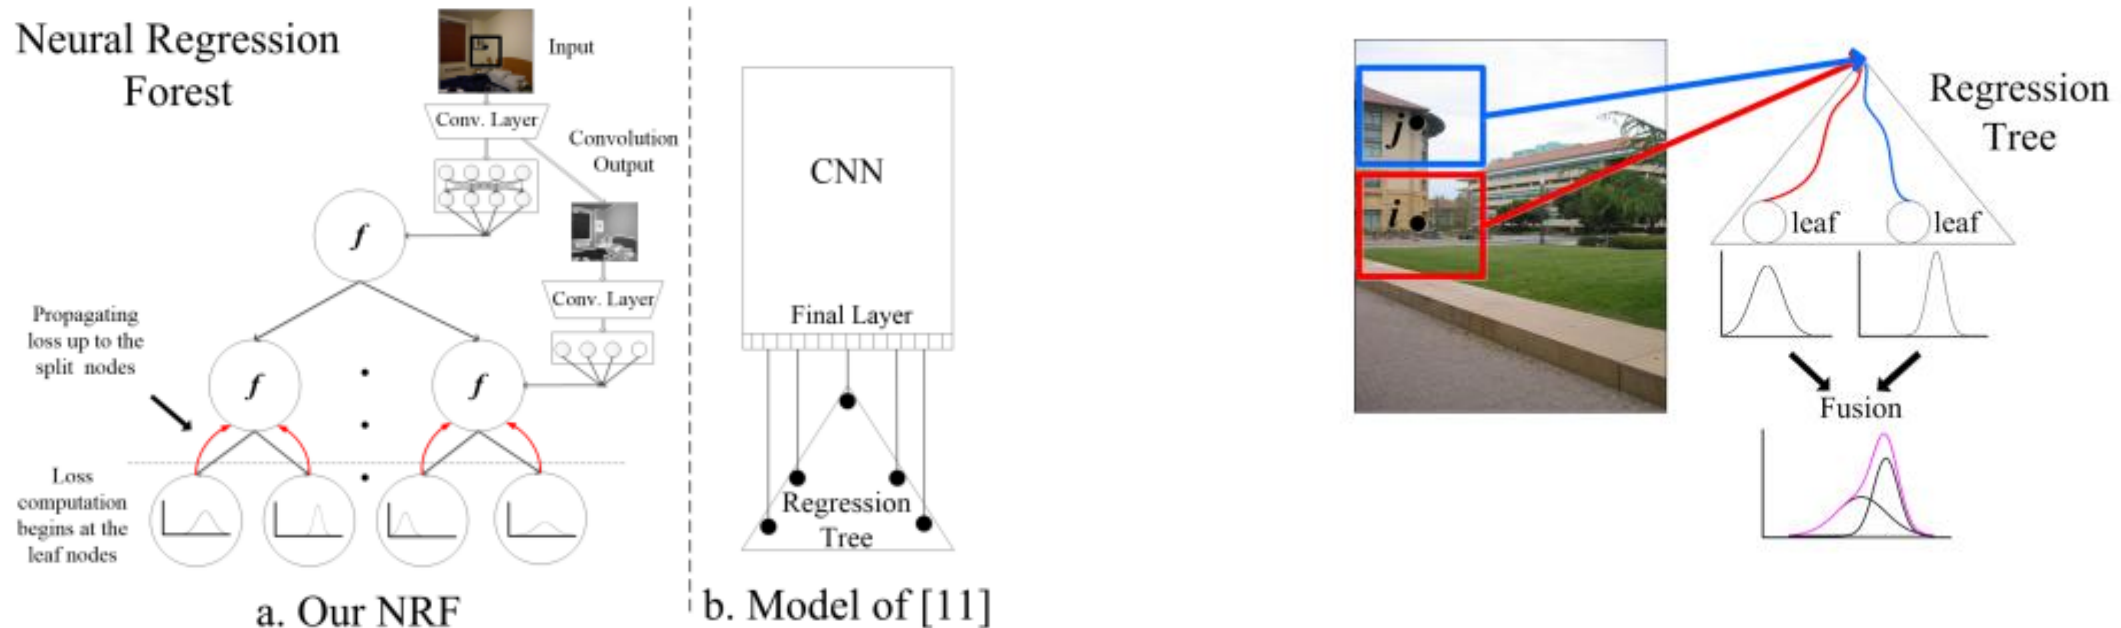 Neural Regression
Forest
Input
Conv. Layer
Convolution
Output
f
Conv. Layer
Propagating
loss up to the
split nodes
f
f
Loss
computation
begins at the
leaf nodes
a. Our NRF
CNN
Final Layer
Regression
Tree
b. Model of [11]
j
i
Regression
Tree
leaf
leaf
Fusion